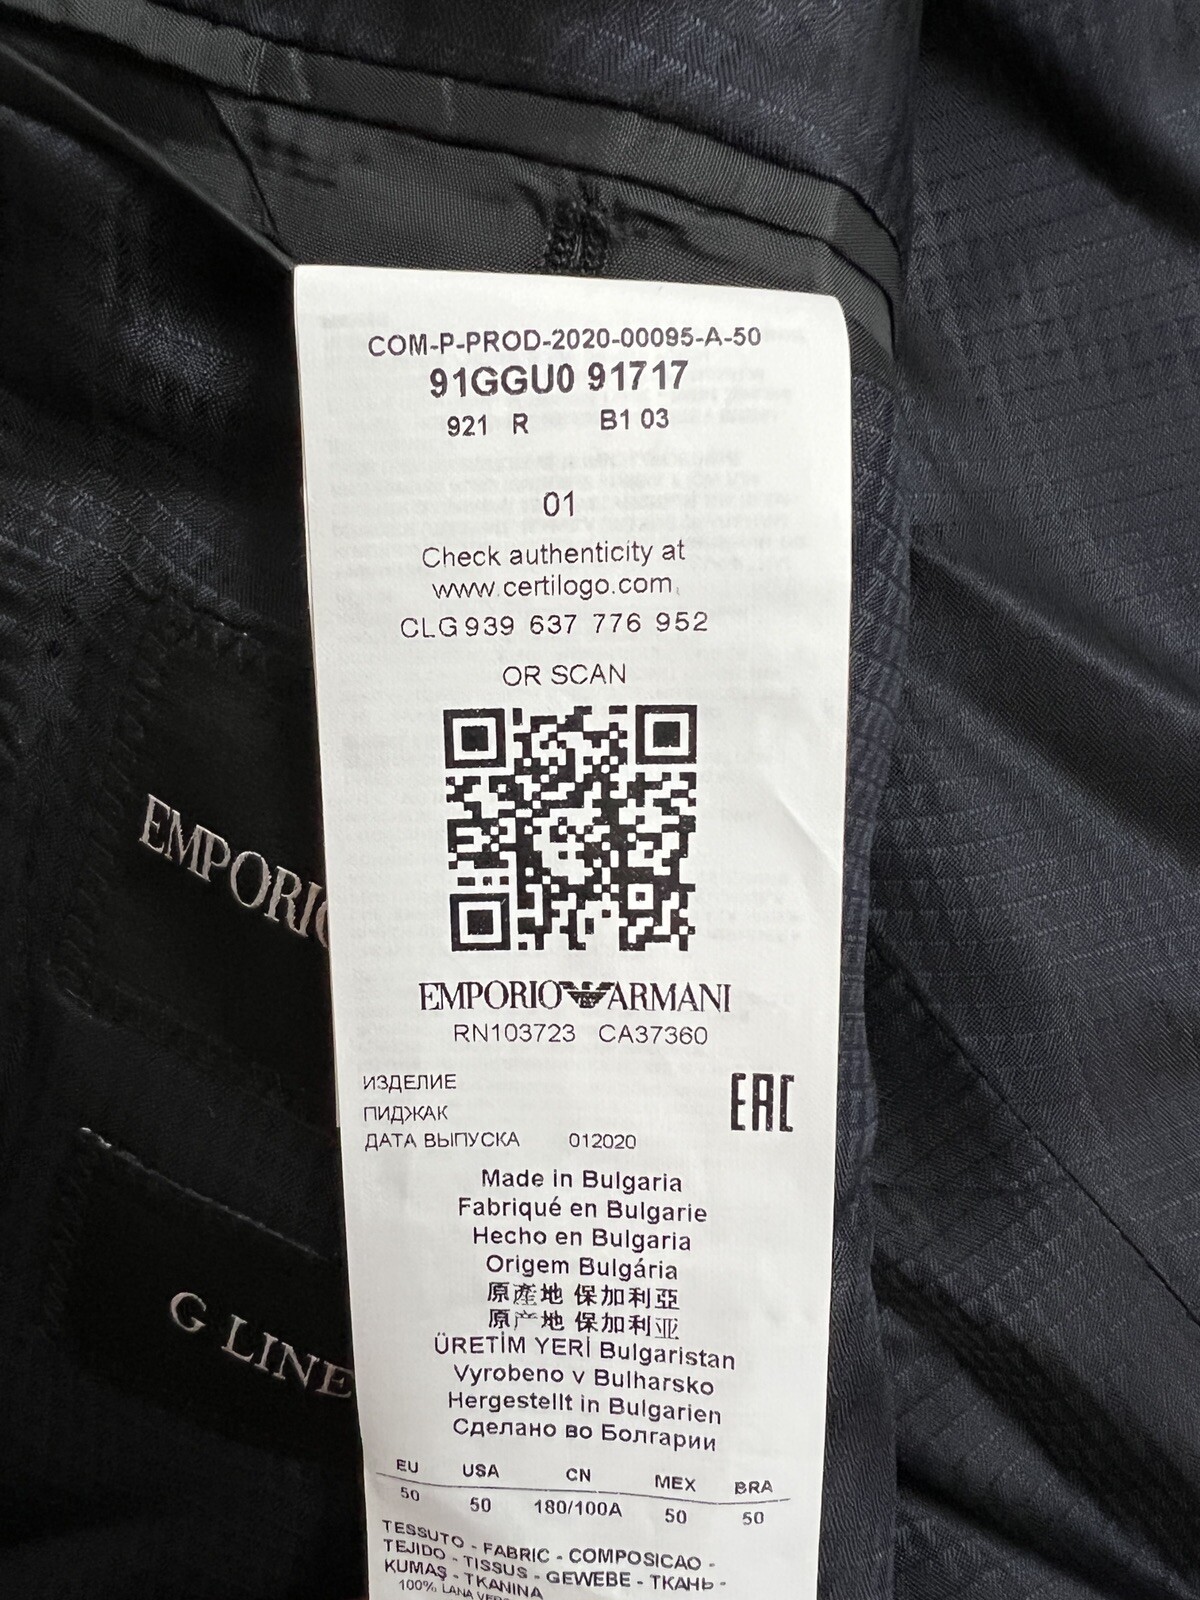 COM-P-PROD-2020-00095-A-50
91GGU0 91717
921 R B1 03
01
Check authenticity at
www.certilogo.com
CLG 939 637 776 952
OR SCAN
EMPORIO ARMANI
RN103723 CA37360
ИЗДЕЛИЕ
ПИДЖАК
ДАТА ВЫПУСКА 012020
EAC
Made in Bulgaria
Fabriqué en Bulgarie
Hecho en Bulgaria
Origem Bulgária
原產地 保加利亞
原产地 保加利亚
ÜRETİM YERİ Bulgaristan
Vyrobeno v Bulharsko
Hergestellt in Bulgarien
Сделано во Болгарии
EU USA CN MEX BRA
50 50 180/100A 50 50
TESSUTO - FABRIC - COMPOSICAO -
TEJIDO - TISSUS - GEWEBE - ТКАНЬ -
KUMAŞ - TKANINA
100% LANA
EMPORIO
G LINE